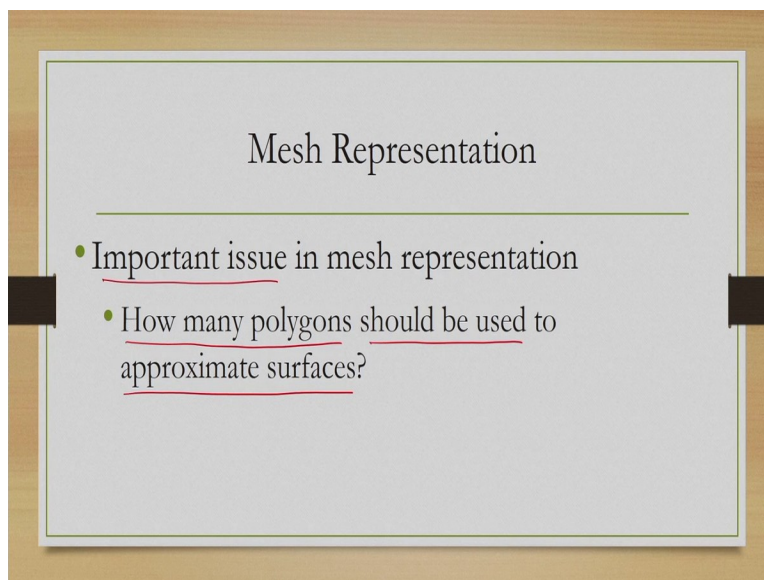 Mesh Representation
• Important issue in mesh representation
• How many polygons should be used to
approximate surfaces?